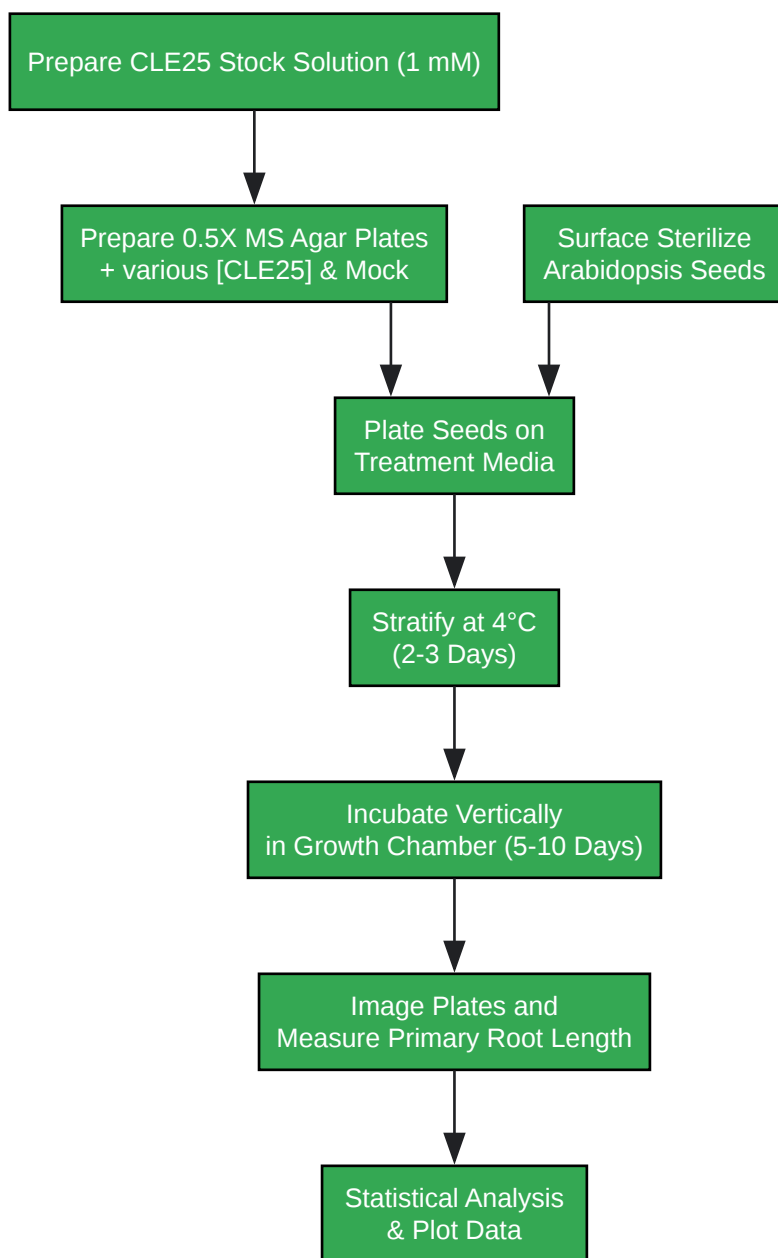 Prepare CLE25 Stock Solution (1 mM)
Prepare 0.5X MS Agar Plates
+ various [CLE25] & Mock
Surface Sterilize
Arabidopsis Seeds
Plate Seeds on
Treatment Media
Stratify at 4°C
(2-3 Days)
Incubate Vertically
in Growth Chamber (5-10 Days)
Image Plates and
Measure Primary Root Length
Statistical Analysis
& Plot Data